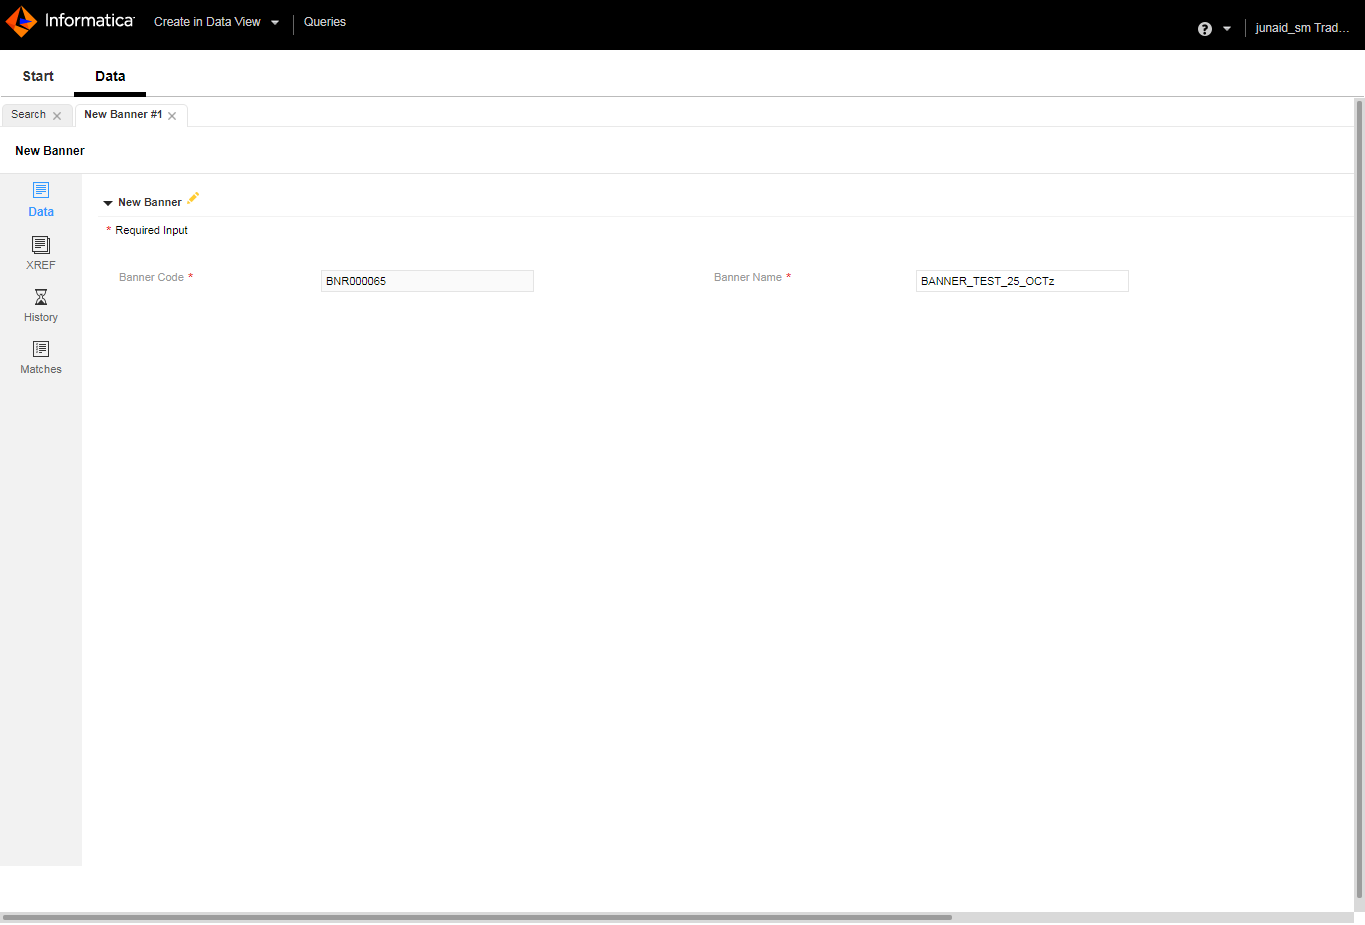 Informatica Create in Data View Queries ? junaid_sm Trad...
Start Data
Search New Banner #1
New Banner
Data
New Banner
* Required Input
XREF
Banner Code * BNR000065 Banner Name * BANNER_TEST_25_OCTz
History
Matches